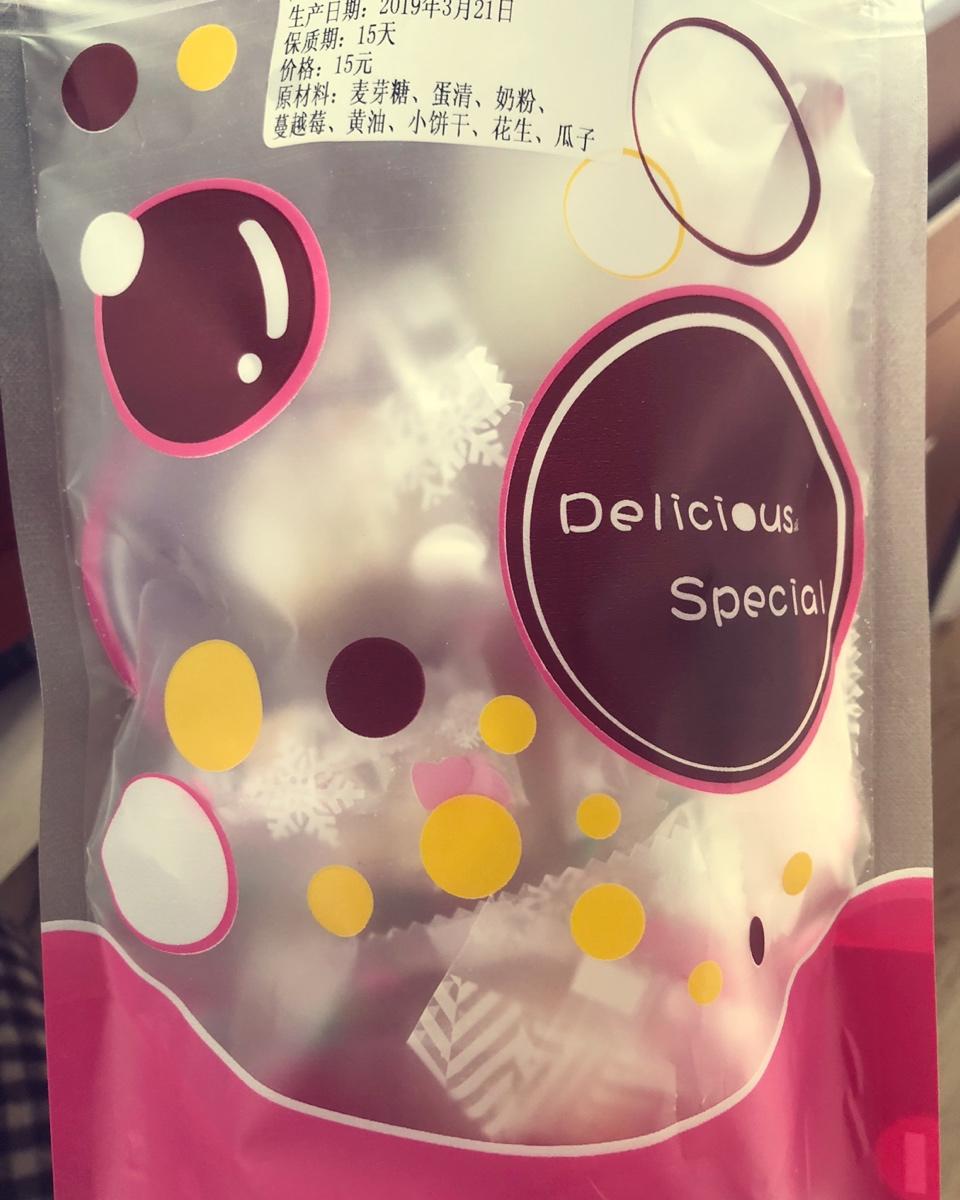 生产日期：2019年3月21日
保质期：15天
价格：15元
原材料：麦芽糖、蛋清、奶粉、
蔓越莓、黄油、小饼干、花生、瓜子
Delicious
Special